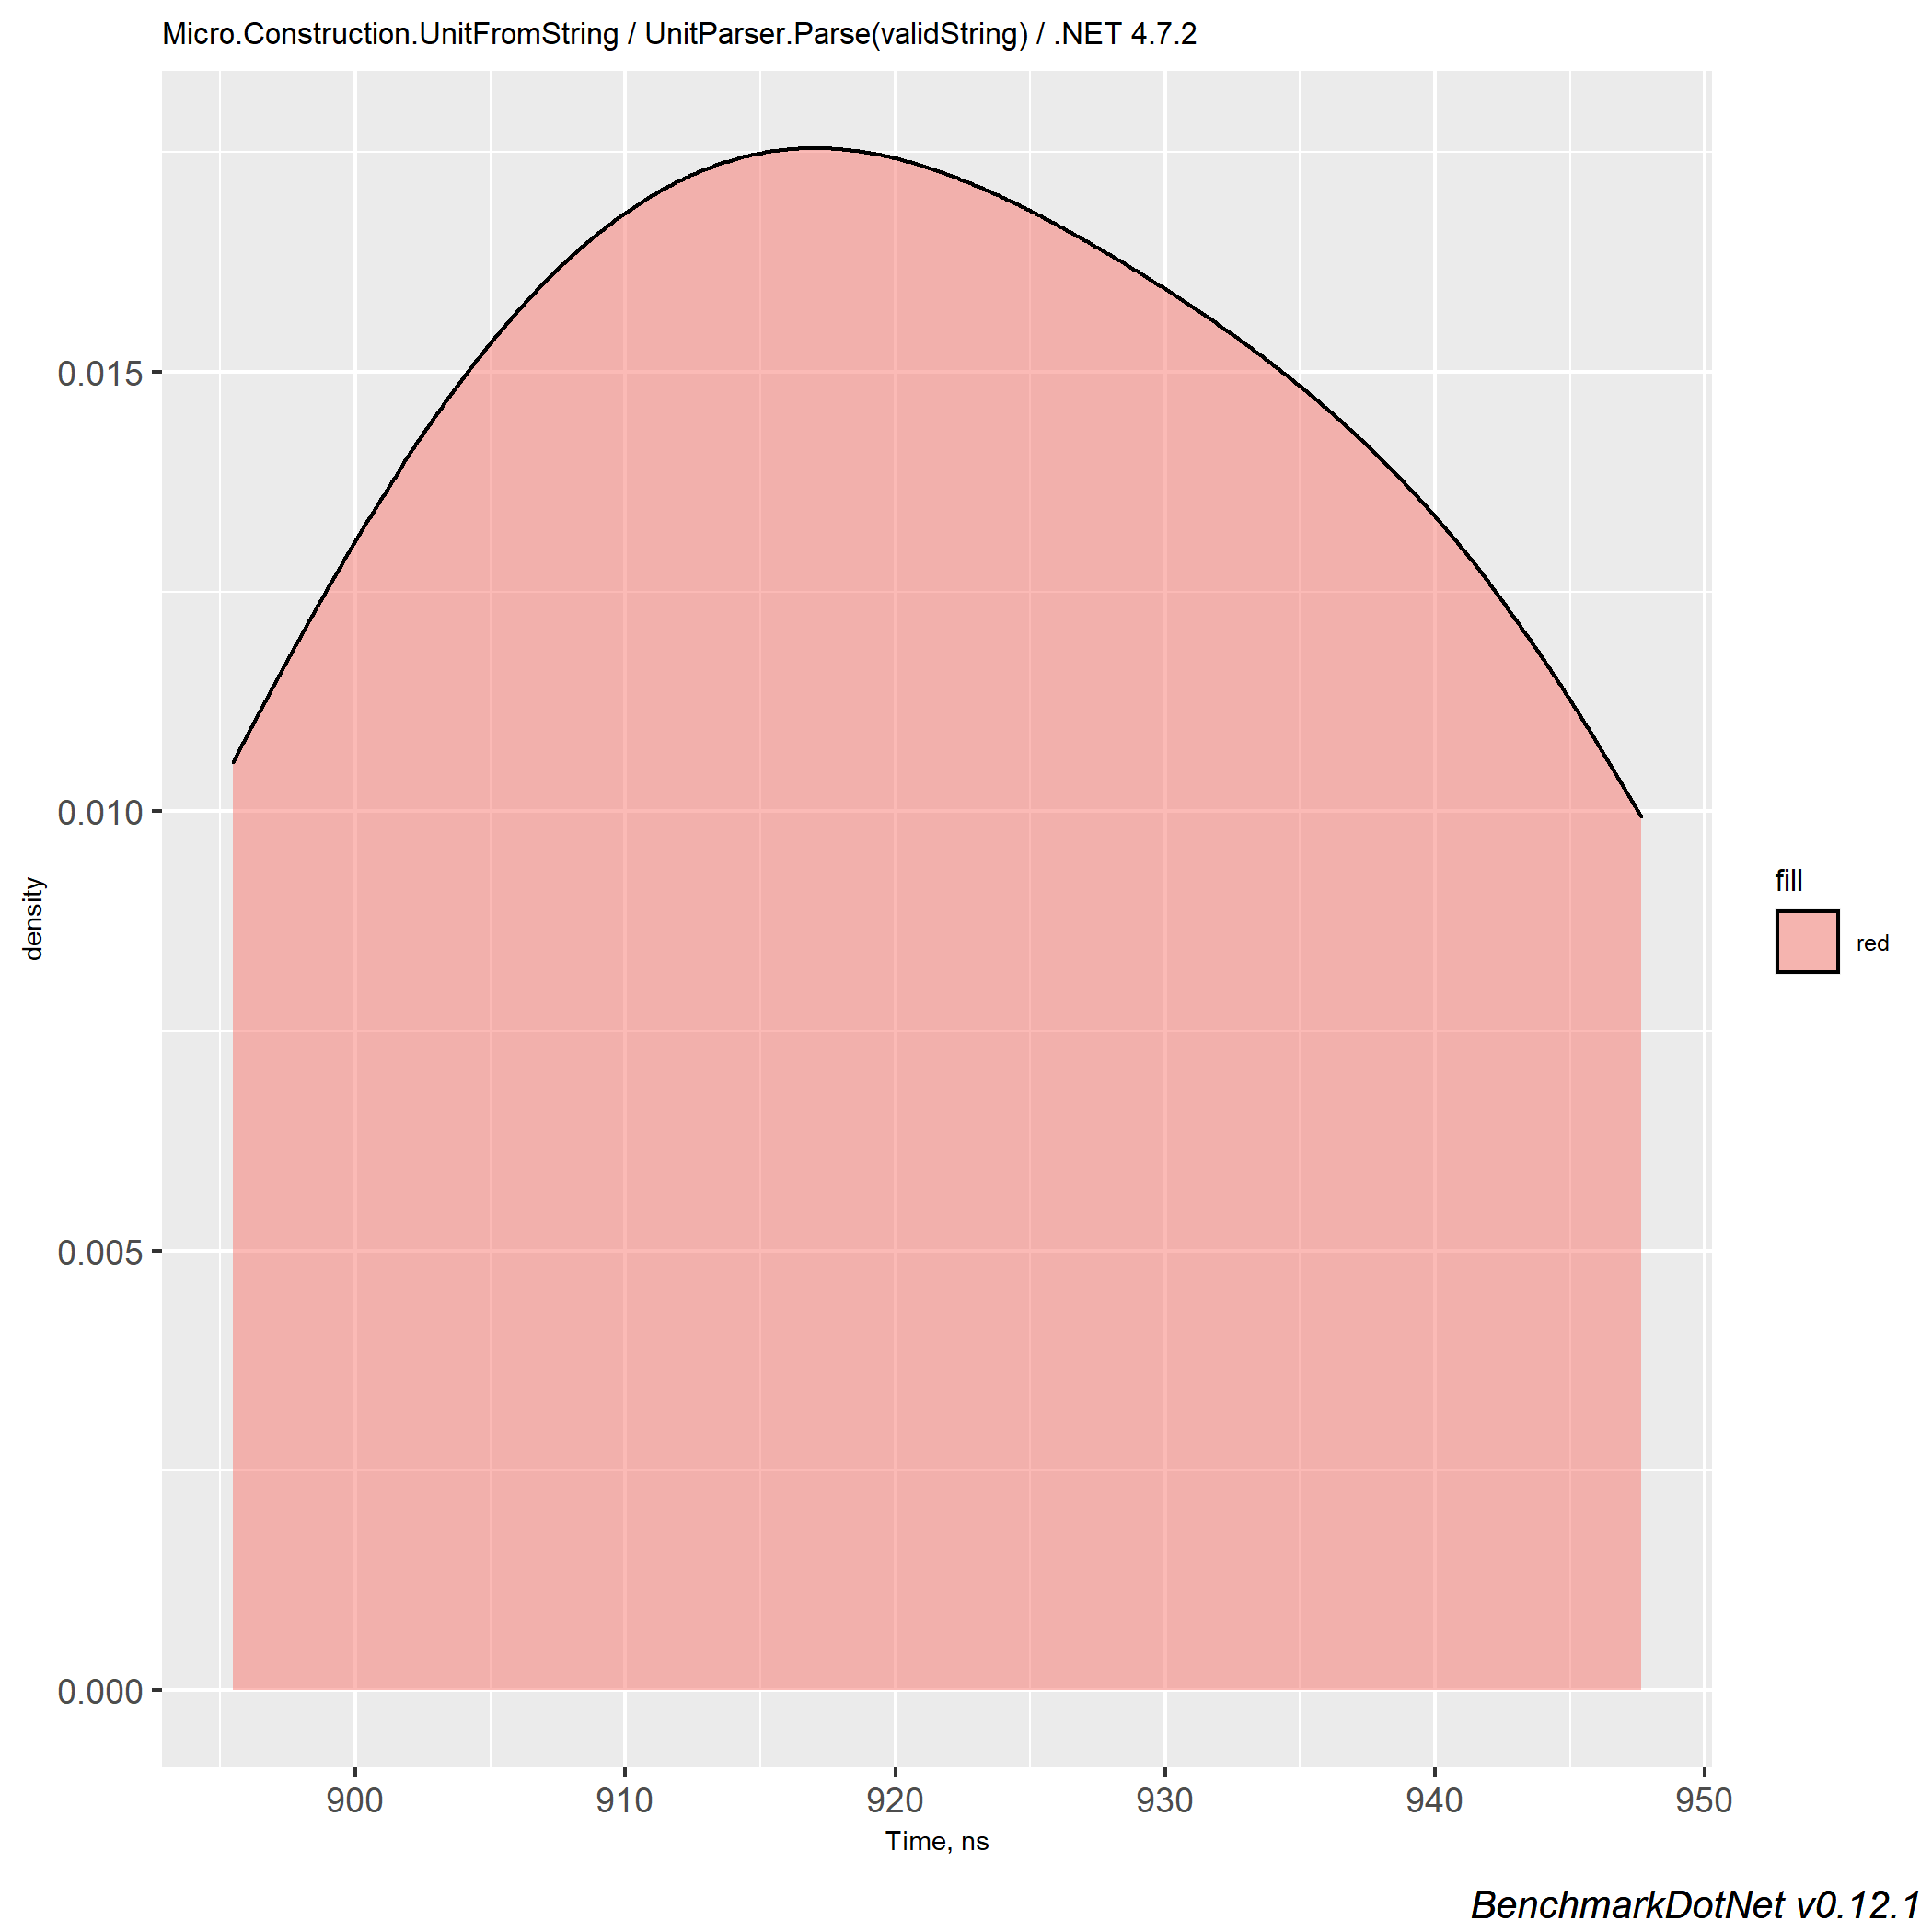 Micro.Construction.UnitFromString / UnitParser.Parse(validString) / .NET 4.7.2
0.015
0.010
0.005
0.000
density
900 910 920 930 940 950
Time, ns
fill
red
BenchmarkDotNet v0.12.1